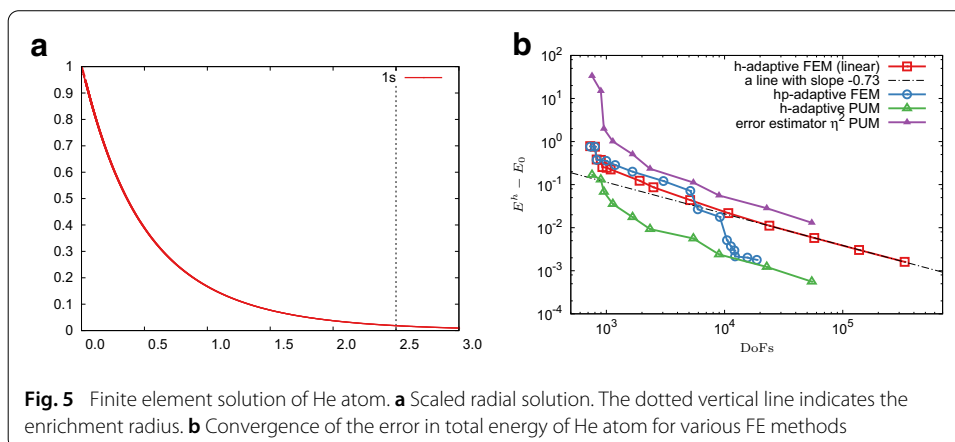 a
1
0.9
0.8
0.7
0.6
0.5
0.4
0.3
0.2
0.1
0
0.0 0.5 1.0 1.5 2.0 2.5 3.0
1s
b
10^2
10^1
10^0
10^-1
10^-2
10^-3
10^-4
E^h − E_0
10^3 10^4 10^5
DoFs
h-adaptive FEM (linear)
a line with slope -0.73
hp-adaptive FEM
h-adaptive PUM
error estimator η^2 PUM
Fig. 5 Finite element solution of He atom. a Scaled radial solution. The dotted vertical line indicates the
enrichment radius. b Convergence of the error in total energy of He atom for various FE methods